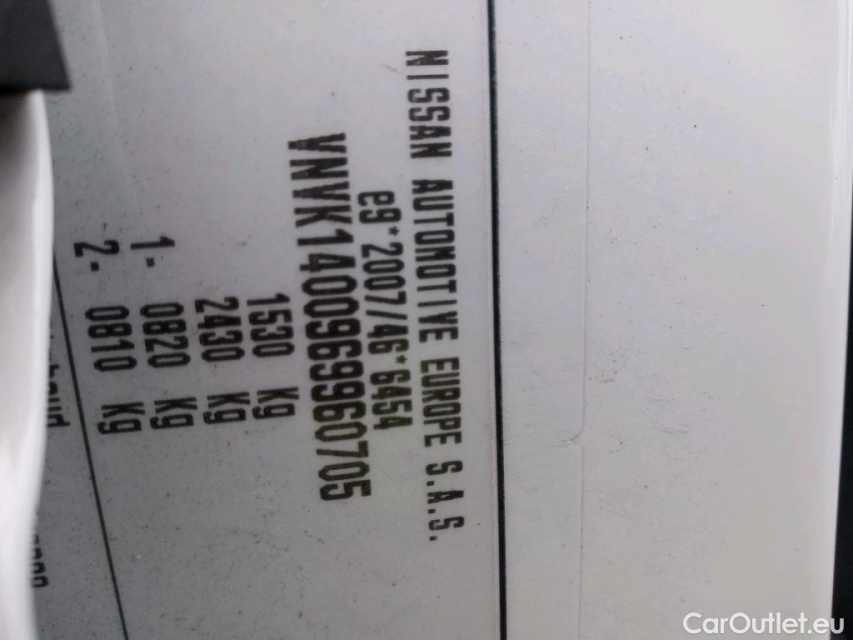 NISSAN AUTOMOTIVE EUROPE S.A.S.
e9*2007/46*6454
VNVK1400969960705
1530 Kg
2430 Kg
1- 0820 Kg
2- 0810 Kg
CarOutlet.eu